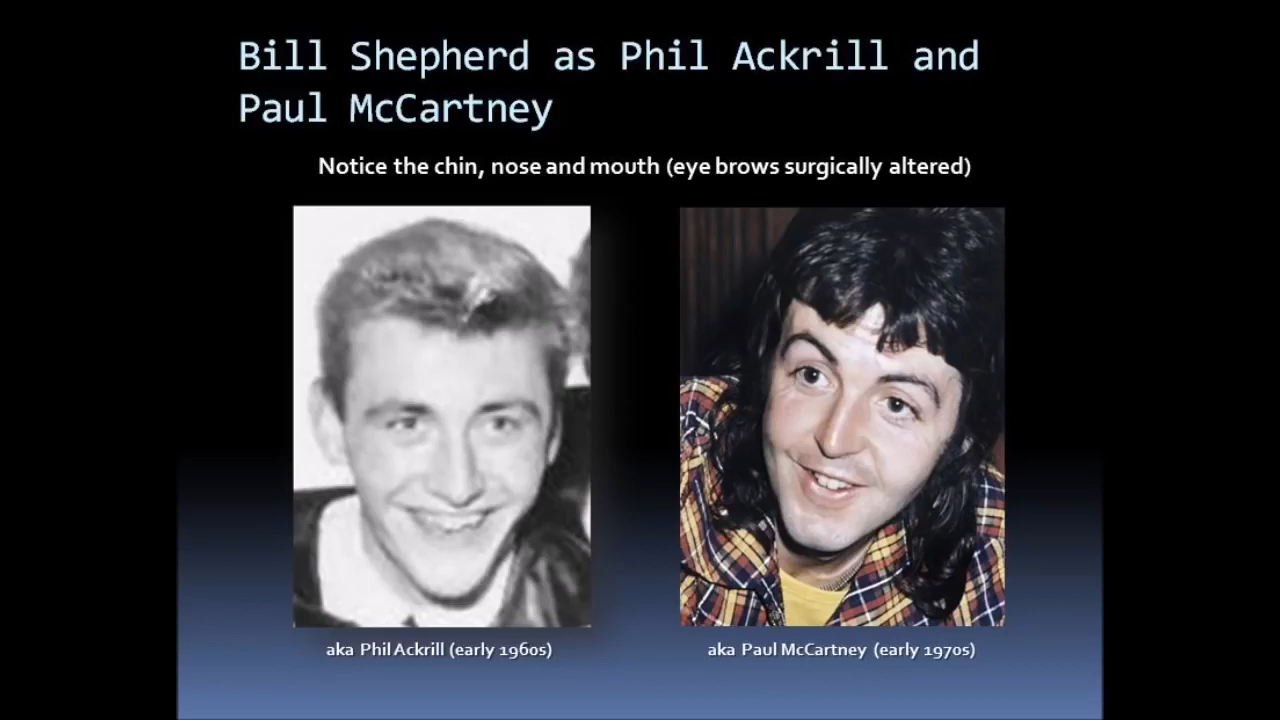 Bill Shepherd as Phil Ackrill and
Paul McCartney
Notice the chin, nose and mouth (eye brows surgically altered)
aka Phil Ackrill (early 1960s)
aka Paul McCartney (early 1970s)